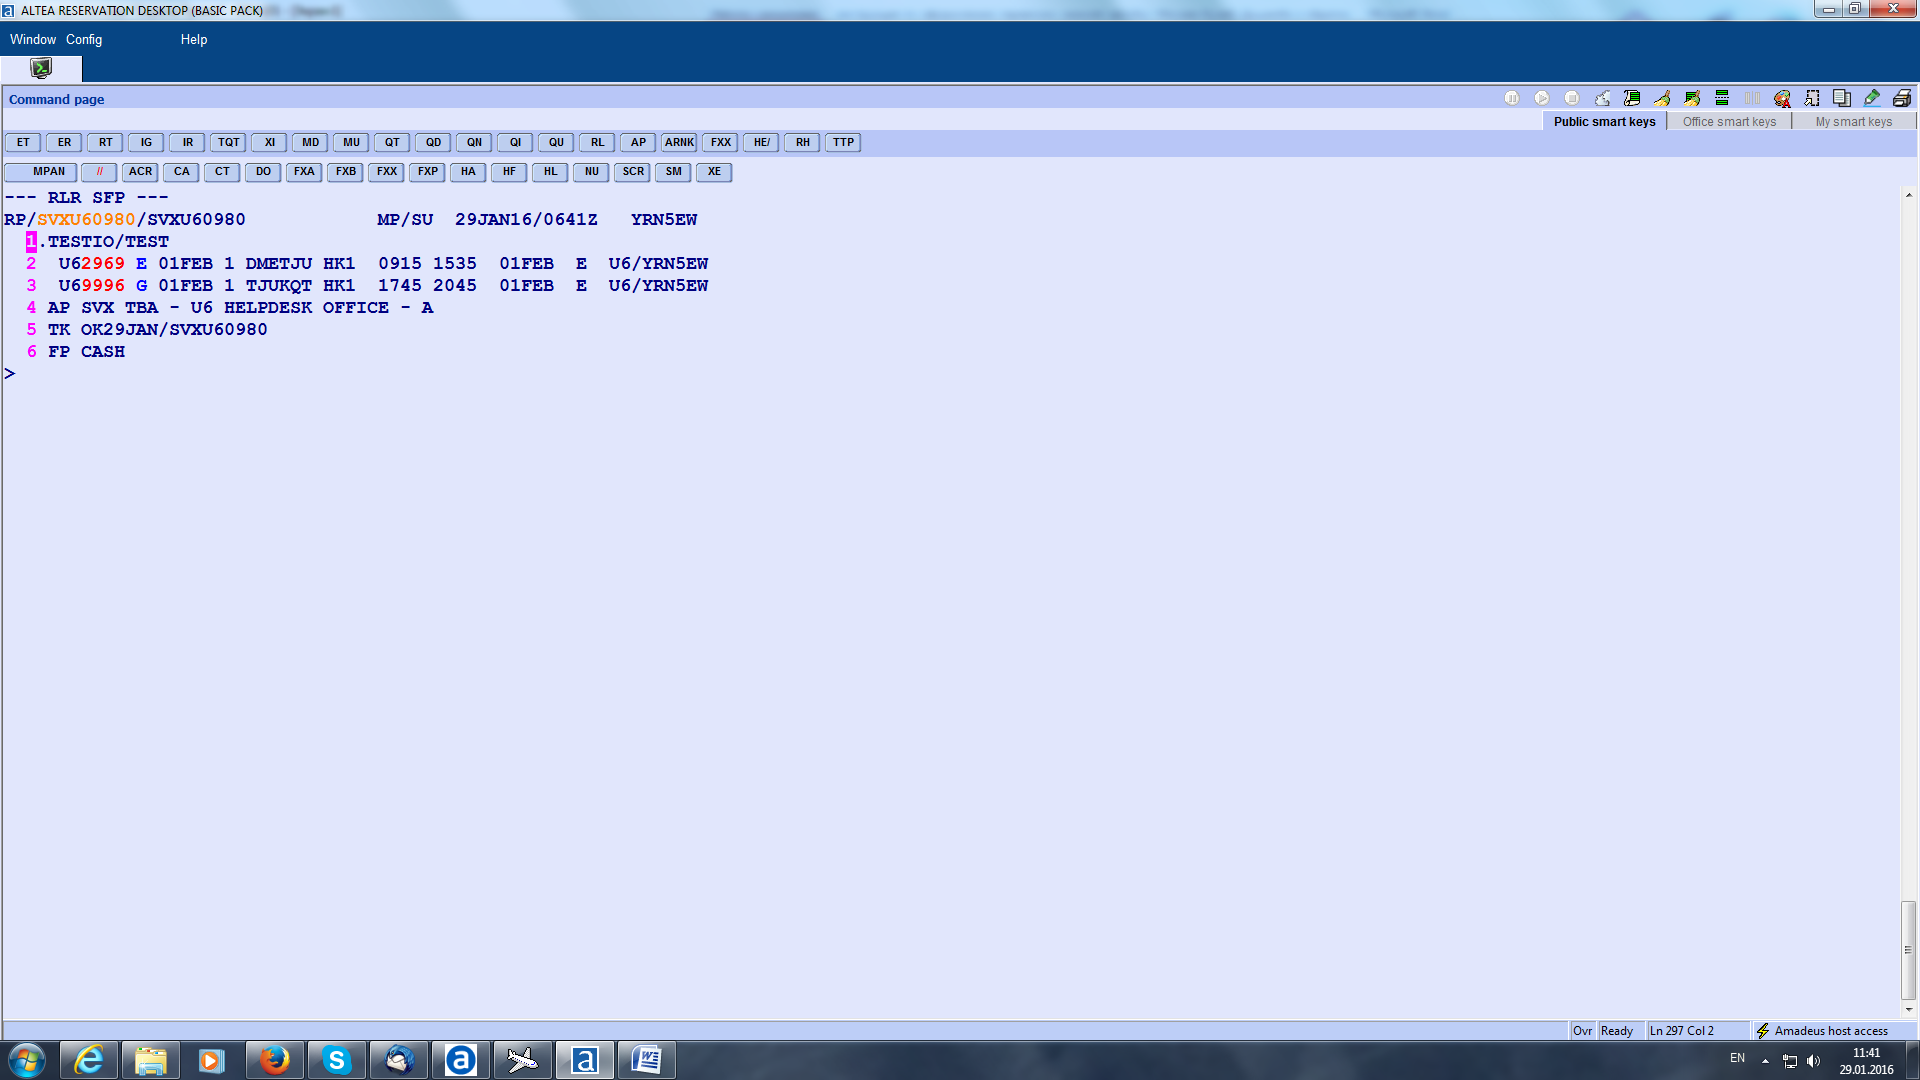 ALTEA RESERVATION DESKTOP (BASIC PACK)
Window Config Help
Command page
Public smart keys Office smart keys My smart keys
ET ER RT IG IR TQT XI MD MU QT QD QN QI QU RL AP ARNK FXX HE/ RH TTP
MPAN // ACR CA CT DO FXA FXB FXX FXP HA HF HL NU SCR SM XE
--- RLR SFP ---
RP/SVXU60980/SVXU60980 MP/SU 29JAN16/0641Z YRN5EW
1.TESTIO/TEST
2 U62969 E 01FEB 1 DMETJU HK1 0915 1535 01FEB E U6/YRN5EW
3 U69996 G 01FEB 1 TJUKQT HK1 1745 2045 01FEB E U6/YRN5EW
4 AP SVX TBA - U6 HELPDESK OFFICE - A
5 TK OK29JAN/SVXU60980
6 FP CASH
>
Ovr Ready Ln 297 Col 2 Amadeus host access
EN 11:41
29.01.2016